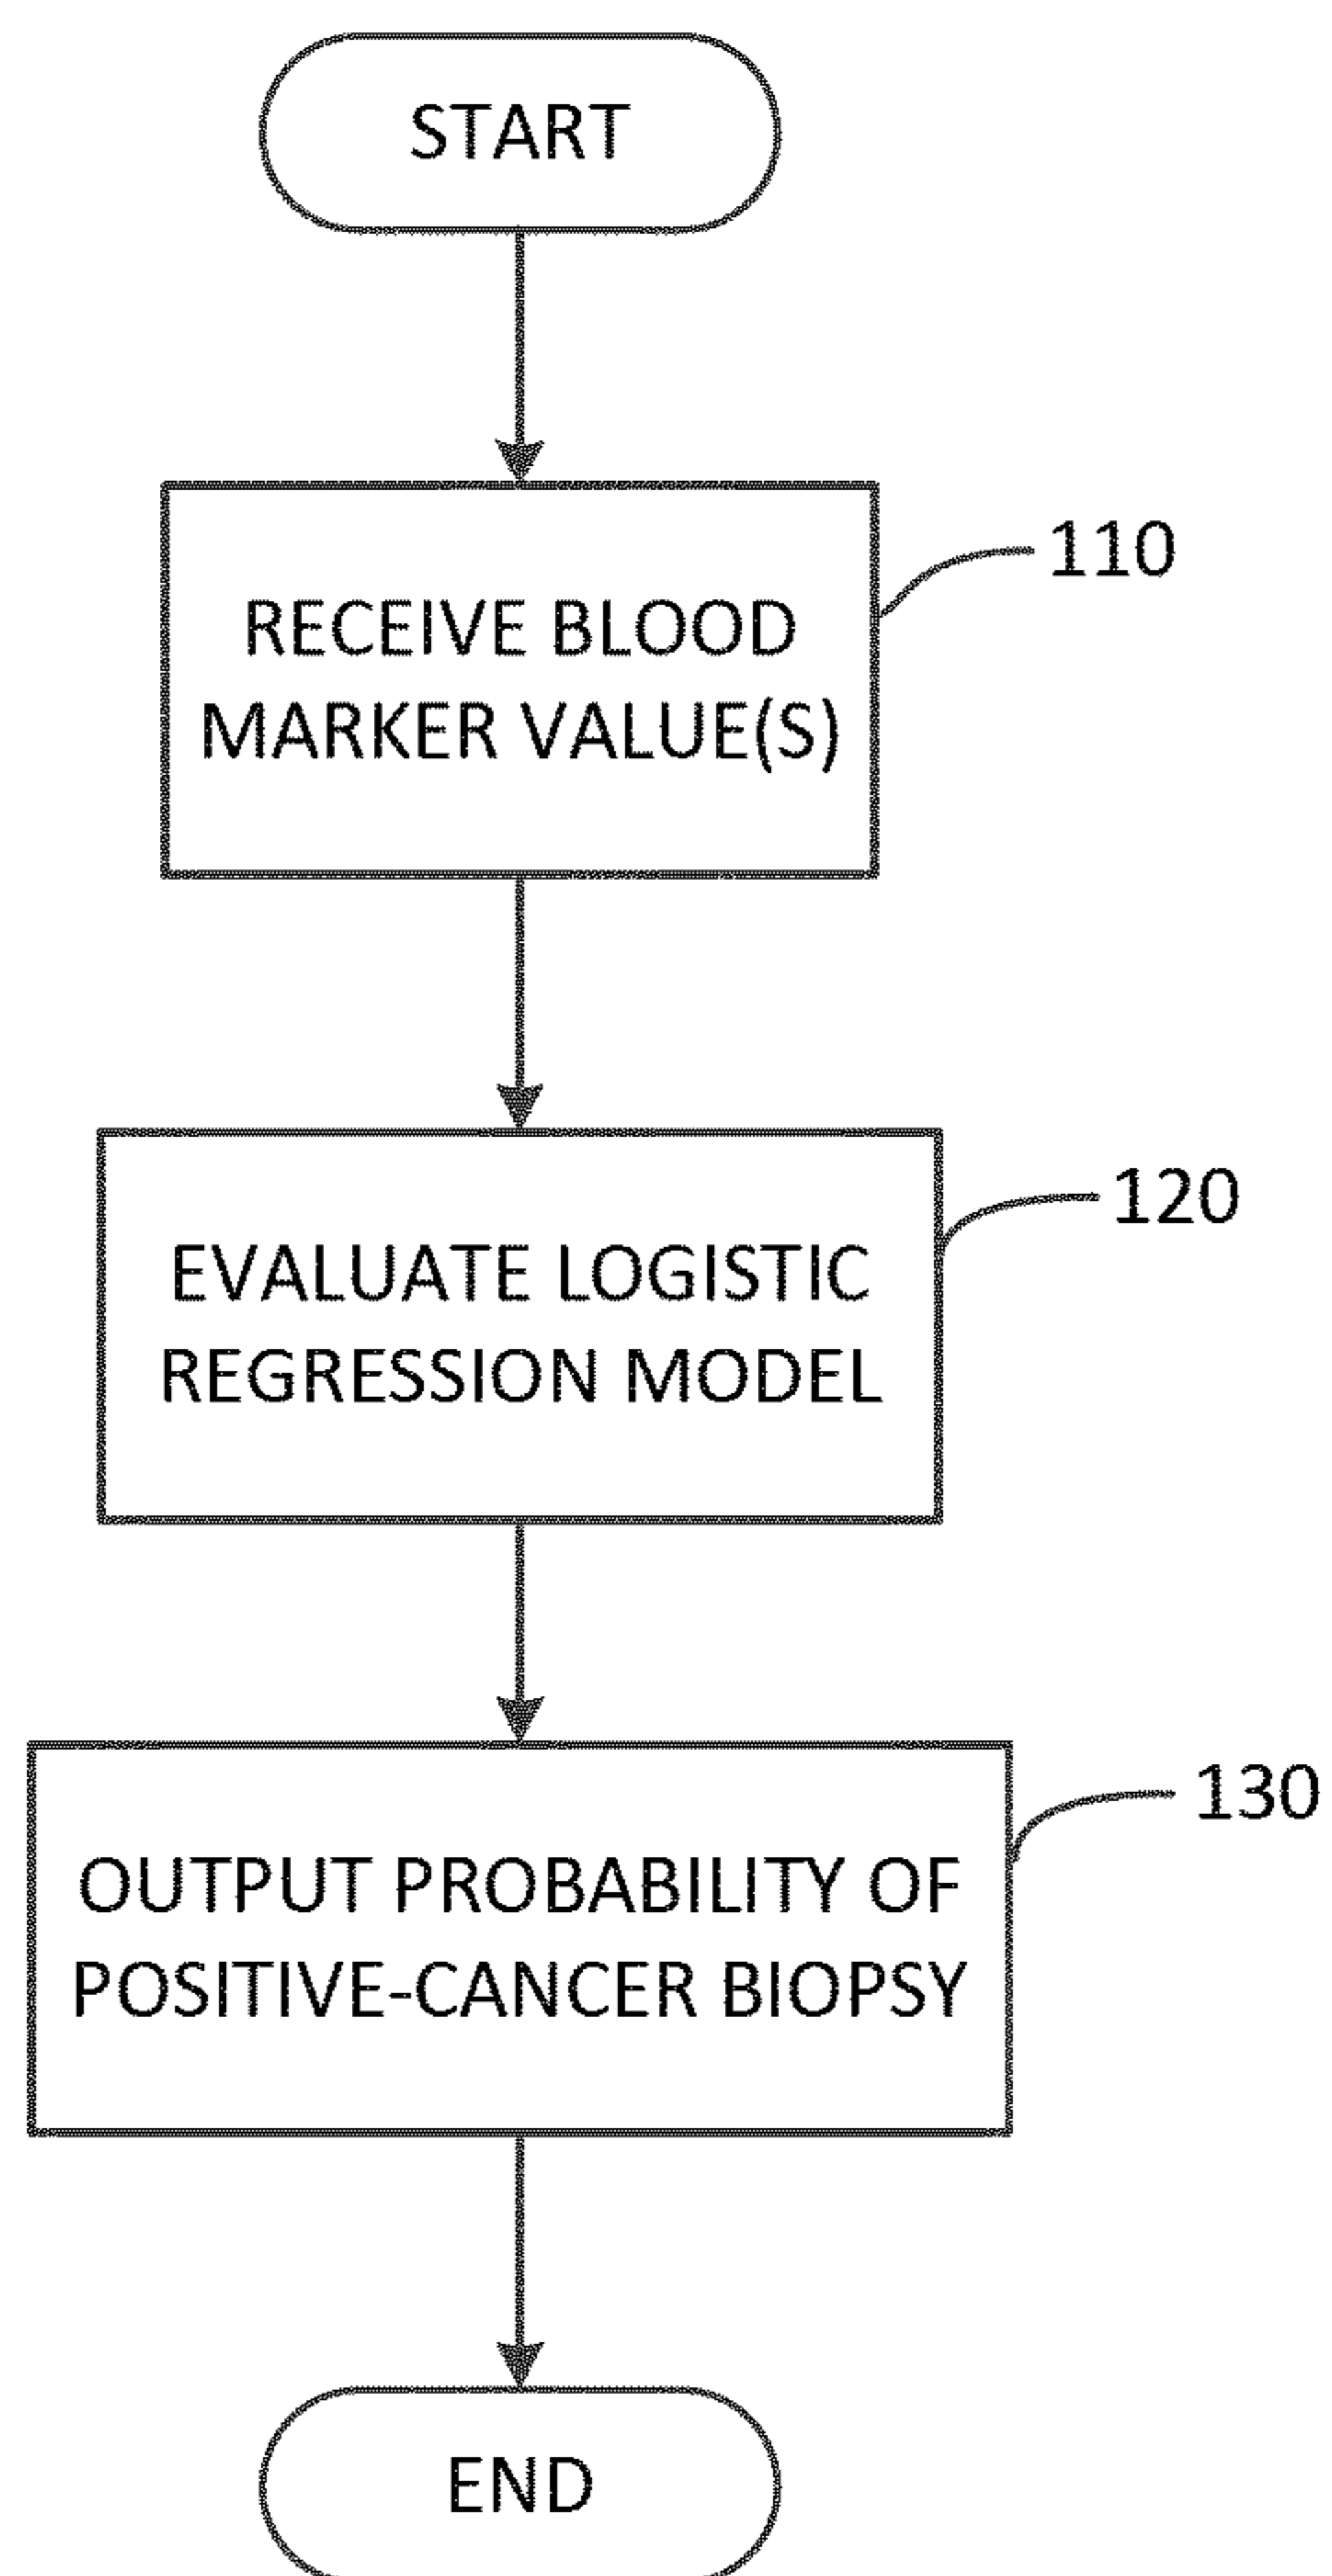 START
RECEIVE BLOOD
MARKER VALUE(S)
110
EVALUATE LOGISTIC
REGRESSION MODEL
120
OUTPUT PROBABILITY OF
POSITIVE-CANCER BIOPSY
130
END